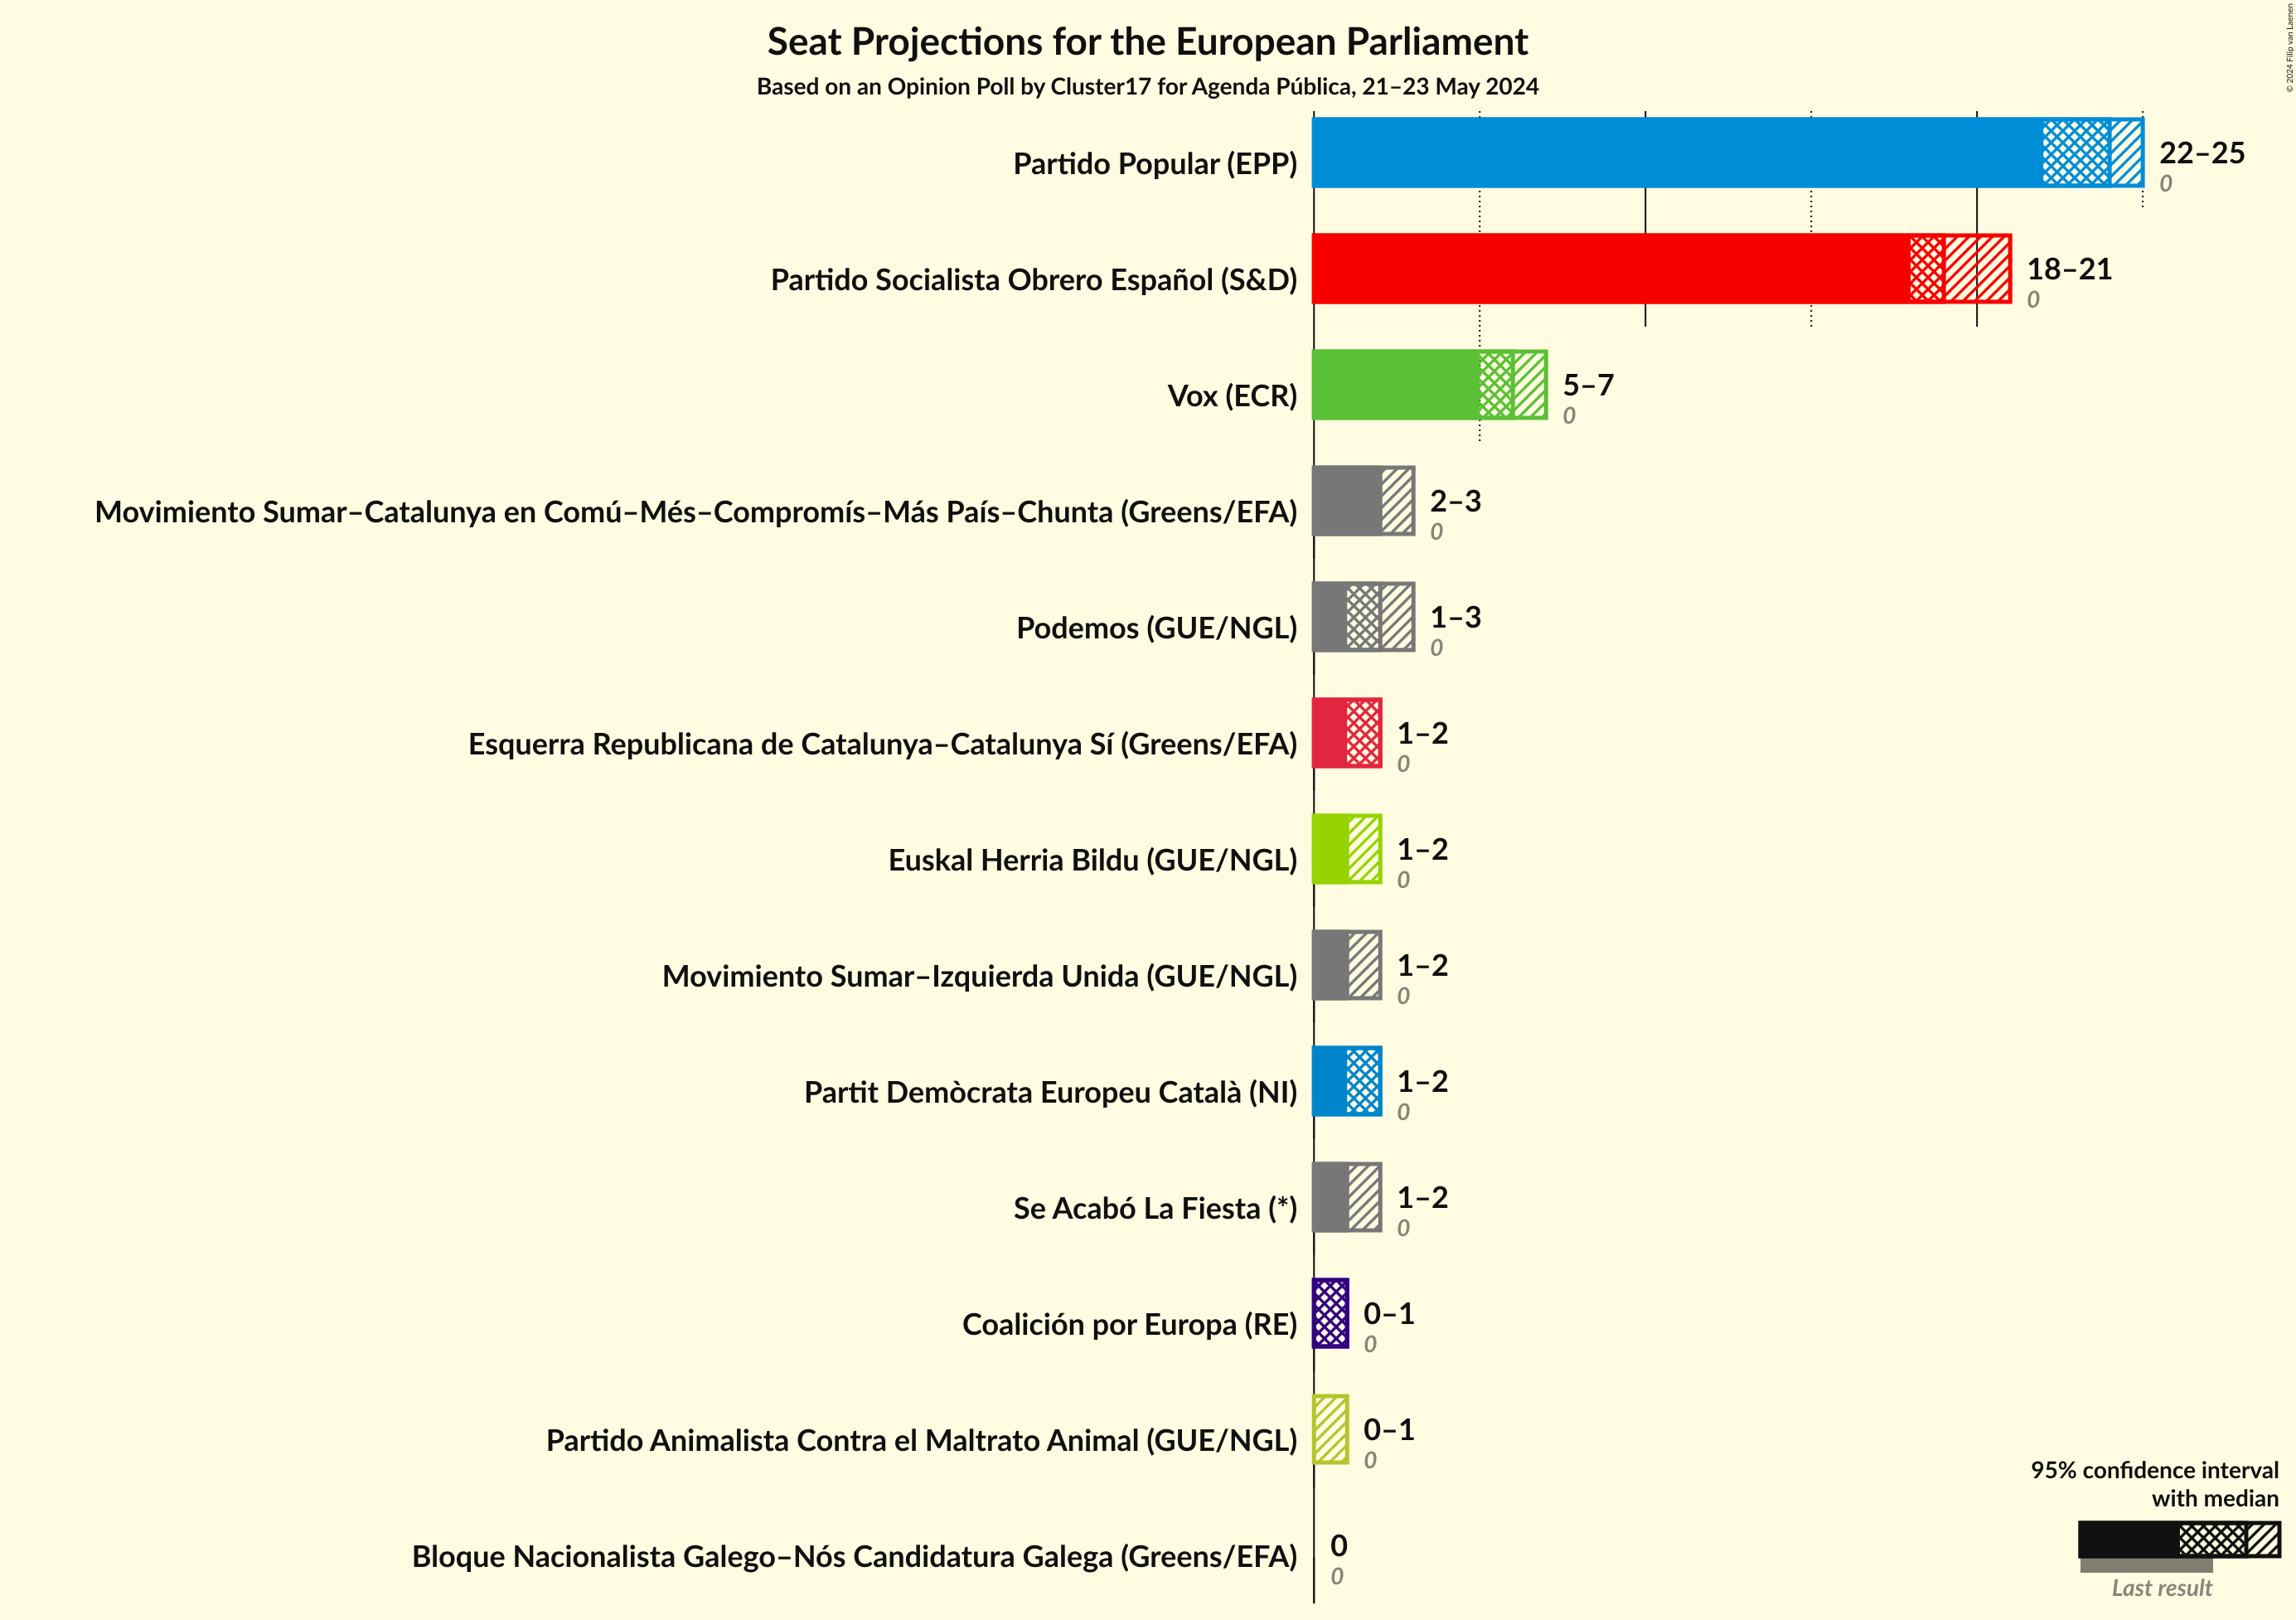 Seat Projections for the European Parliament
Based on an Opinion Poll by Cluster17 for Agenda Pública, 21–23 May 2024
© 2024 Filip van Laenen
Partido Popular (EPP)
22–25
0
Partido Socialista Obrero Español (S&D)
18–21
0
Vox (ECR)
5–7
0
Movimiento Sumar–Catalunya en Comú–Més–Compromís–Más País–Chunta (Greens/EFA)
2–3
0
Podemos (GUE/NGL)
1–3
0
Esquerra Republicana de Catalunya–Catalunya Sí (Greens/EFA)
1–2
0
Euskal Herria Bildu (GUE/NGL)
1–2
0
Movimiento Sumar–Izquierda Unida (GUE/NGL)
1–2
0
Partit Demòcrata Europeu Català (NI)
1–2
0
Se Acabó La Fiesta (*)
1–2
0
Coalición por Europa (RE)
0–1
0
Partido Animalista Contra el Maltrato Animal (GUE/NGL)
0–1
0
Bloque Nacionalista Galego–Nós Candidatura Galega (Greens/EFA)
0
0
95% confidence interval
with median
Last result